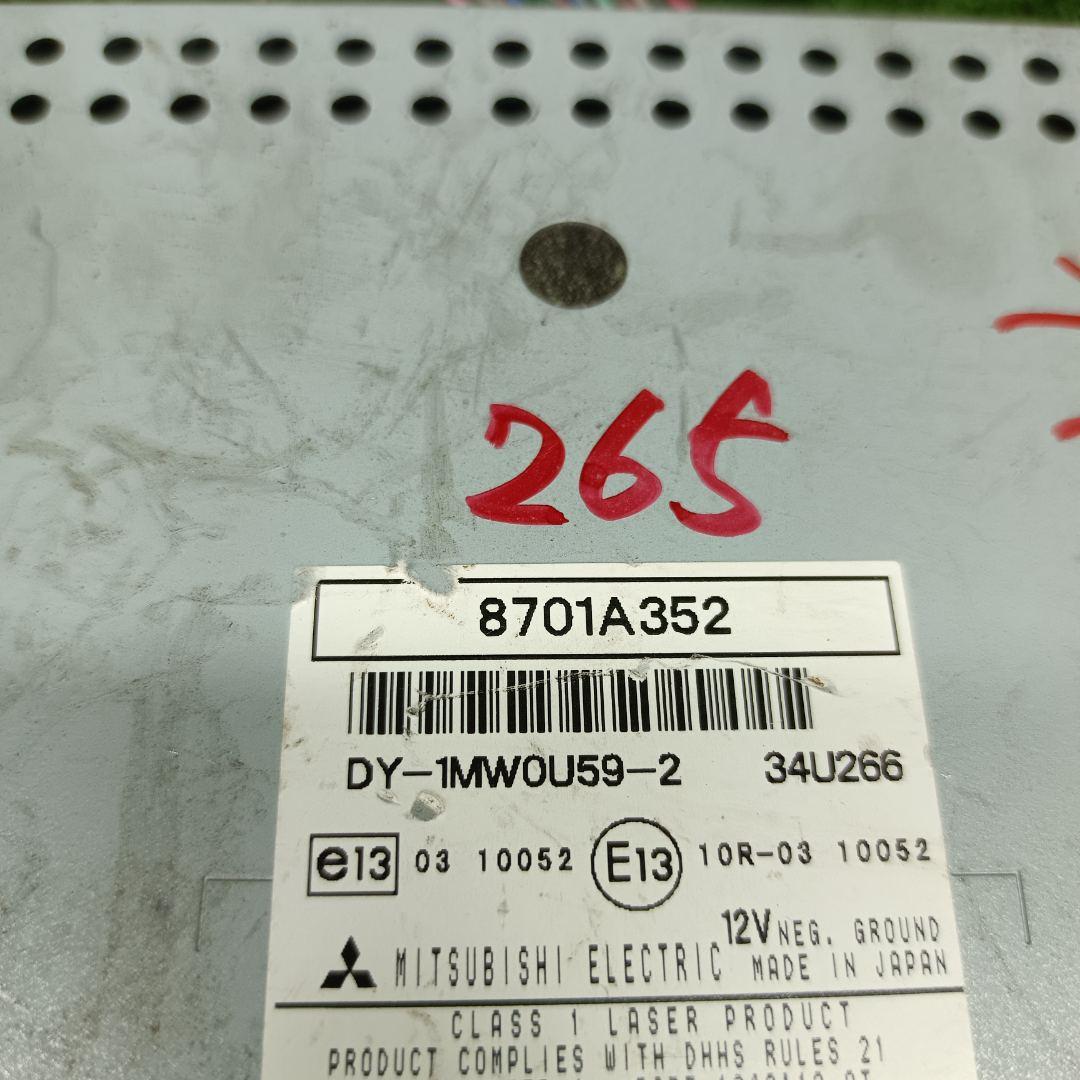 265
8701A352
DY-1MW0U59-2 34U266
e13 03 10052 E13 10R-03 10052
12V NEG. GROUND
MITSUBISHI ELECTRIC MADE IN JAPAN
CLASS 1 LASER PRODUCT
PRODUCT COMPLIES WITH DHHS RULES 21